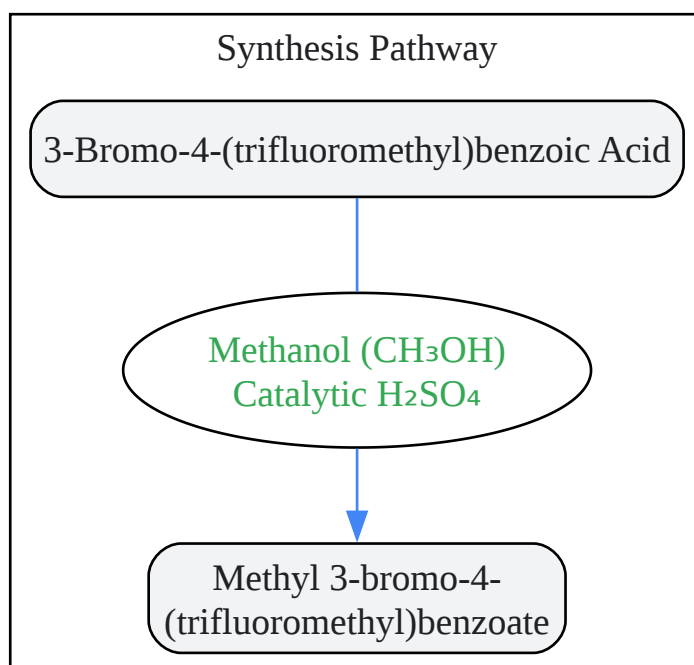 Synthesis Pathway
3-Bromo-4-(trifluoromethyl)benzoic Acid
Methanol (CH₃OH)
Catalytic H₂SO₄
Methyl 3-bromo-4-
(trifluoromethyl)benzoate